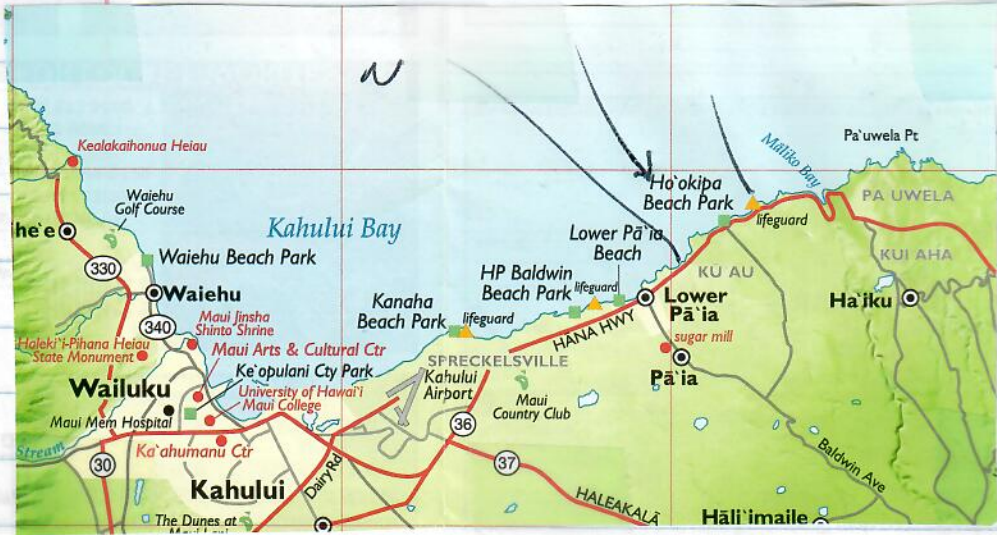 N
Kealakaihonua Heiau
Pa`uwela Pt
Māliko Bay
Waiehu
Golf Course
Ho`okipa
Beach Park
PA UWELA
lifeguard
Kahului Bay
ihe`e
Lower Pā`ia
Beach
KUI AHA
330
Waiehu Beach Park
HP Baldwin
Beach Park
lifeguard
KŪ AU
Waiehu
Kanaha
Beach Park
lifeguard
Lower
Pā`ia
Ha`iku
340
Maui Jinsha
Shinto Shrine
HANA HWY
sugar mill
Haleki`i-Pihana Heiau
State Monument
Maui Arts & Cultural Ctr
SPRECKELSVILLE
Pā`ia
Ke`opulani Cty Park
Kahului
Airport
Wailuku
University of Hawai`i
Maui College
Maui
Country Club
Maui Mem Hospital
36
Stream
Ka`ahumanu Ctr
Baldwin Ave
30
37
Dairy Rd
Kahului
HALEAKALĀ
The Dunes at
Maui Lani
Hāli`imaile